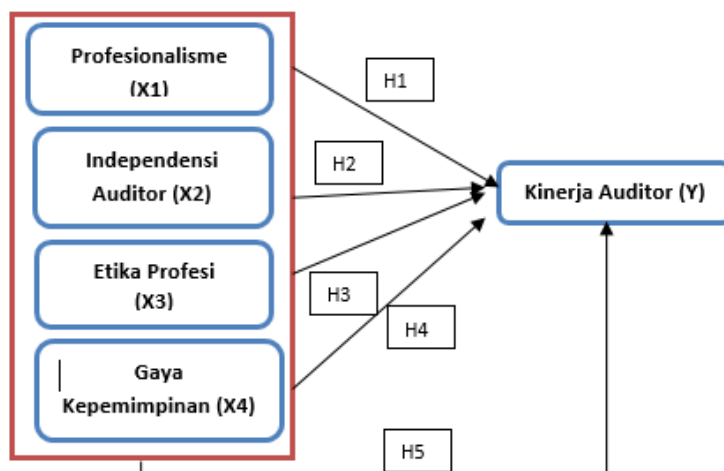 Profesionalisme
(X1)
H1
Independensi
Auditor (X2)
H2
Kinerja Auditor (Y)
Etika Profesi
(X3)
H3
H4
Gaya
Kepemimpinan (X4)
H5